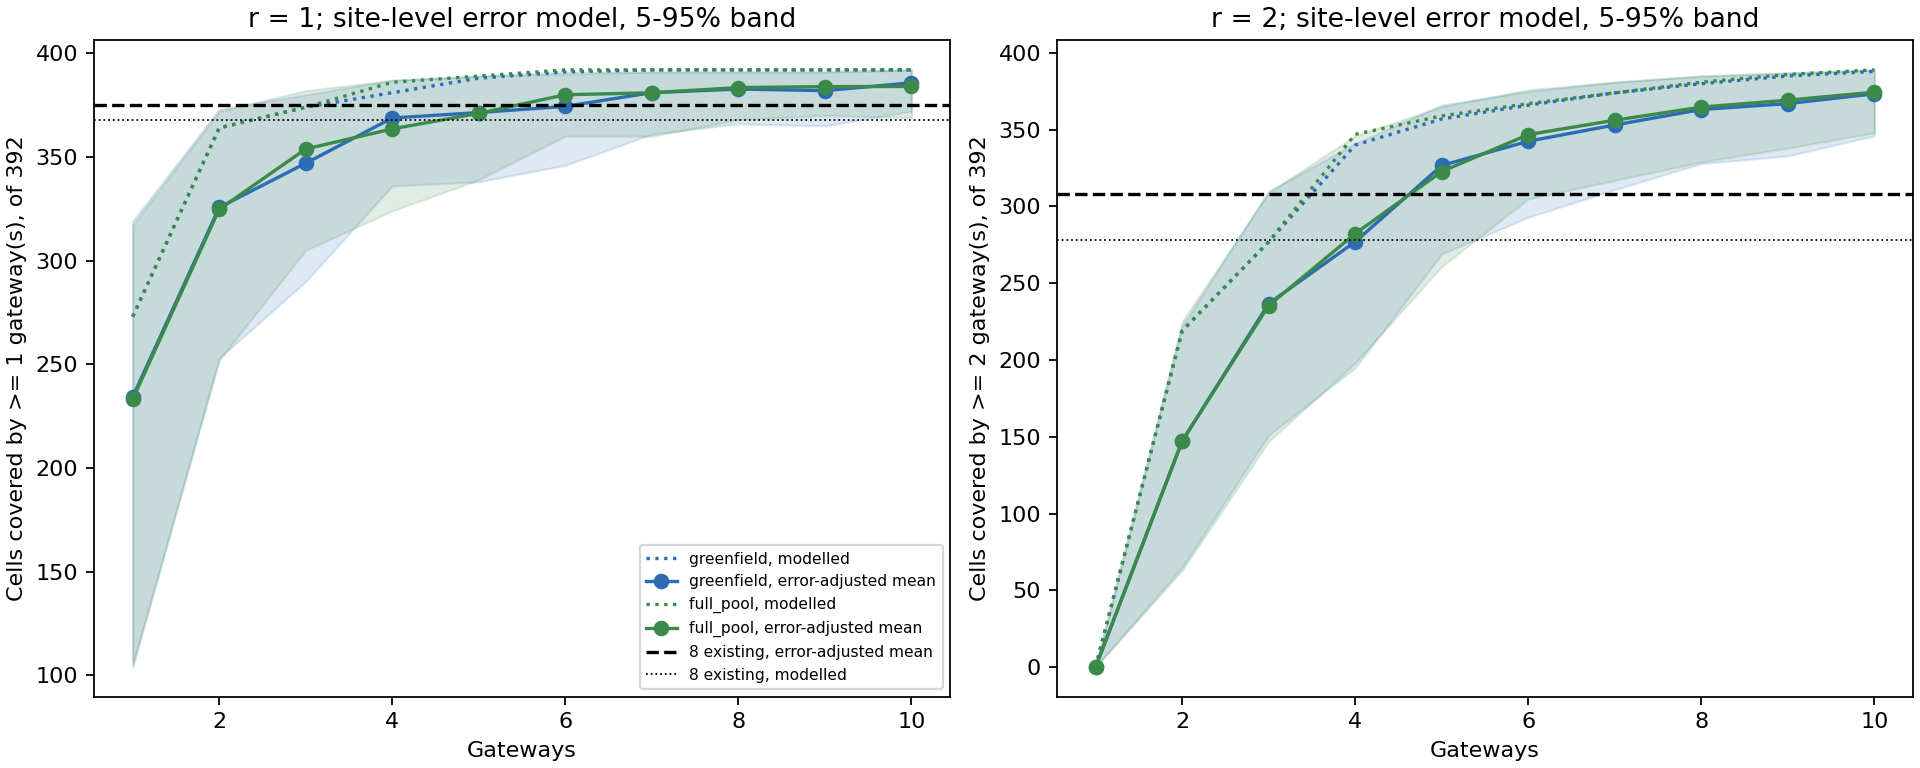 r = 1; site-level error model, 5-95% band
Cells covered by >= 1 gateway(s), of 392
400
350
300
250
200
150
100
2
4
6
8
10
Gateways
greenfield, modelled
greenfield, error-adjusted mean
full_pool, modelled
full_pool, error-adjusted mean
8 existing, error-adjusted mean
8 existing, modelled
r = 2; site-level error model, 5-95% band
Cells covered by >= 2 gateway(s), of 392
400
350
300
250
200
150
100
50
0
2
4
6
8
10
Gateways